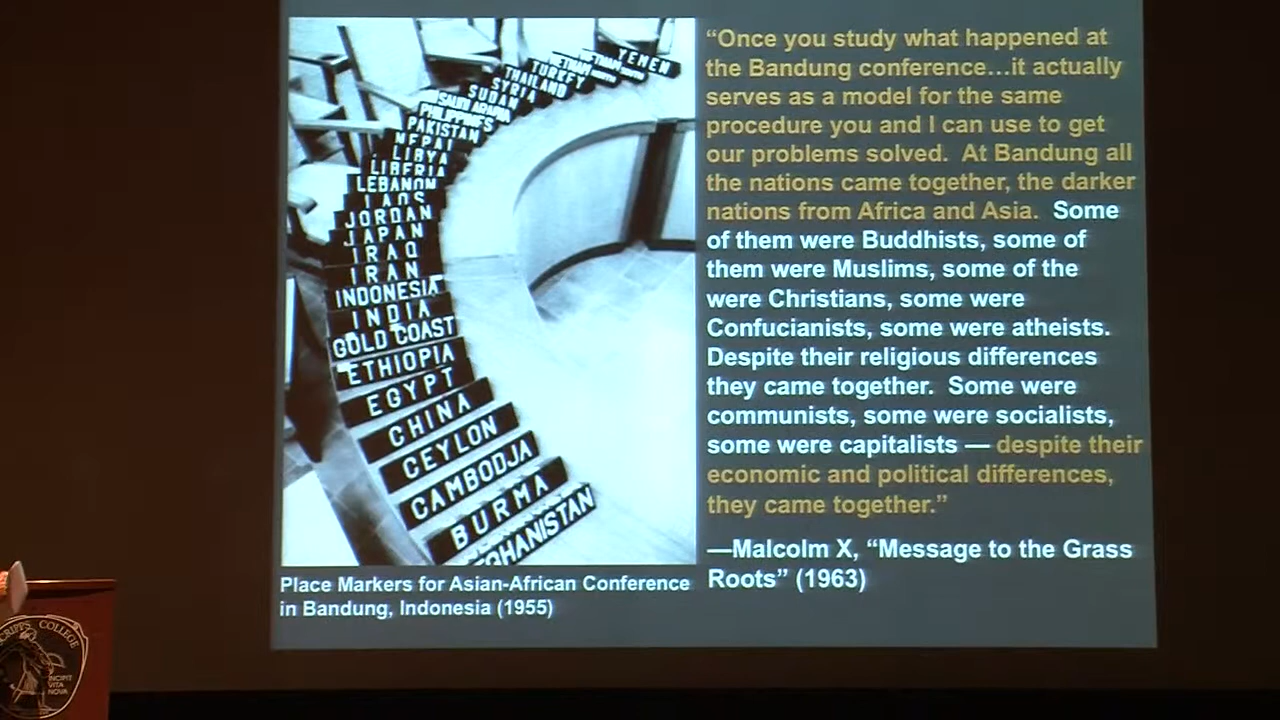 YEMEN
VIETNAM
VIETNAM
TURKEY
THAILAND
SYRIA
SUDAN
SAUDI ARABIA
PHILIPPINES
PAKISTAN
NEPAL
LIBYA
LIBERIA
LEBANON
LAOS
JORDAN
JAPAN
IRAQ
IRAN
INDONESIA
INDIA
GOLD COAST
ETHIOPIA
EGYPT
CHINA
CEYLON
CAMBODJA
BURMA
GHANISTAN
Place Markers for Asian-African Conference
in Bandung, Indonesia (1955)
“Once you study what happened at
the Bandung conference…it actually
serves as a model for the same
procedure you and I can use to get
our problems solved. At Bandung all
the nations came together, the darker
nations from Africa and Asia. Some
of them were Buddhists, some of
them were Muslims, some of the
were Christians, some were
Confucianists, some were atheists.
Despite their religious differences
they came together. Some were
communists, some were socialists,
some were capitalists — despite their
economic and political differences,
they came together.”
—Malcolm X, “Message to the Grass
Roots” (1963)
SCRIPPS COLLEGE
INCIPIT
VITA
NOVA